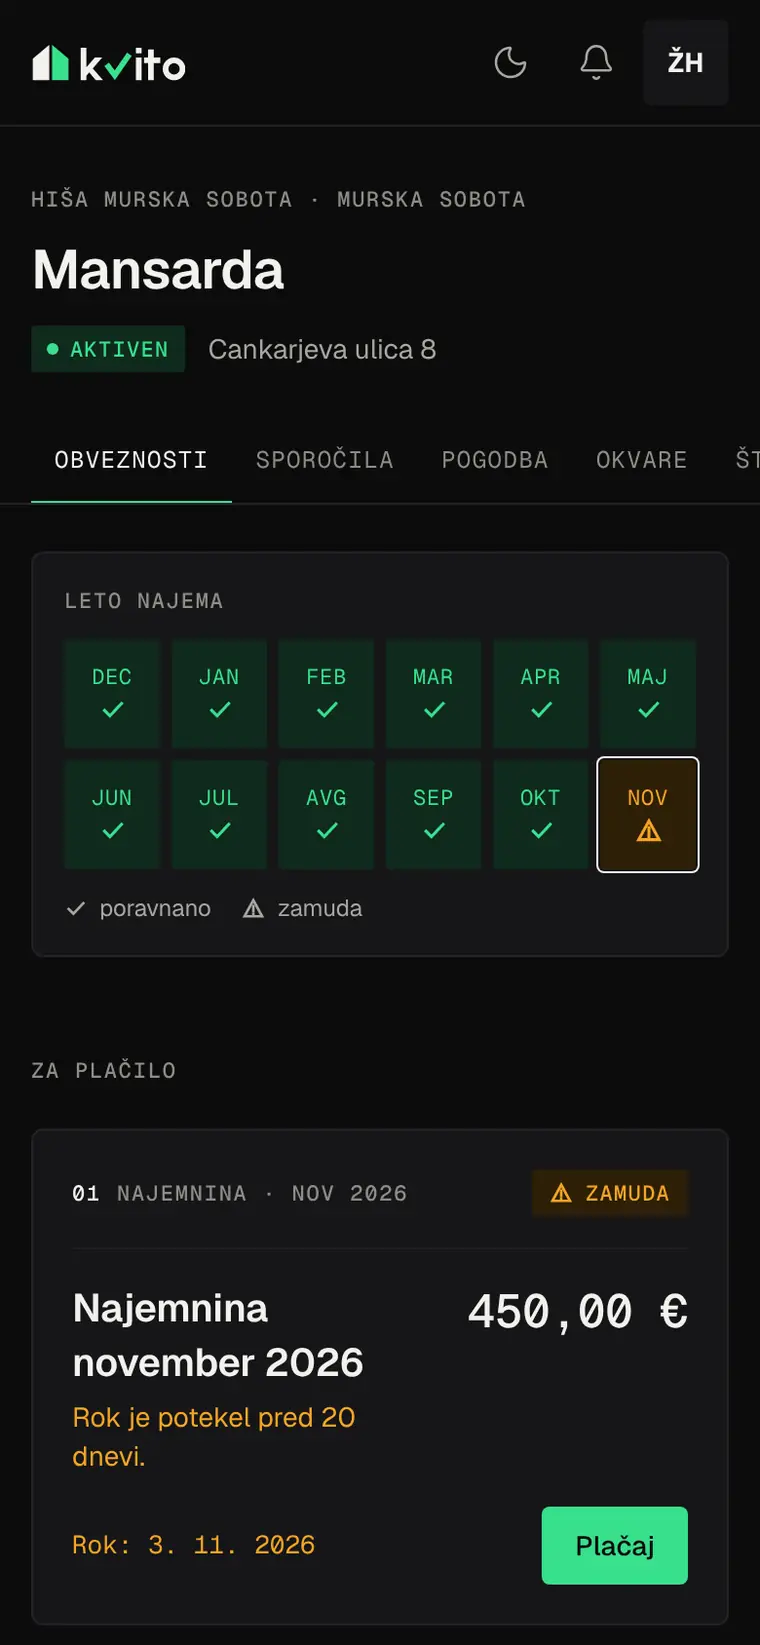 kvito
ŽH
HIŠA MURSKA SOBOTA · MURSKA SOBOTA
Mansarda
AKTIVEN Cankarjeva ulica 8
OBVEZNOSTI SPOROČILA POGODBA OKVARE ŠT
LETO NAJEMA
DEC JAN FEB MAR APR MAJ
JUN JUL AVG SEP OKT NOV
poravnano zamuda
ZA PLAČILO
01 NAJEMNINA · NOV 2026 ZAMUDA
Najemnina 450,00 €
november 2026
Rok je potekel pred 20
dnevi.
Rok: 3. 11. 2026 Plačaj